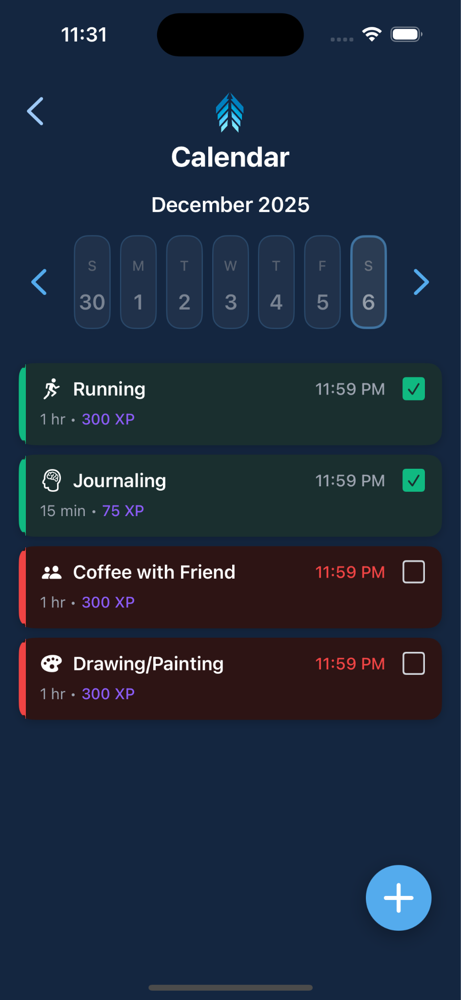 11:31
Calendar
December 2025
S M T W T F S
30 1 2 3 4 5 6
Running 11:59 PM
1 hr • 300 XP
Journaling 11:59 PM
15 min • 75 XP
Coffee with Friend 11:59 PM
1 hr • 300 XP
Drawing/Painting 11:59 PM
1 hr • 300 XP